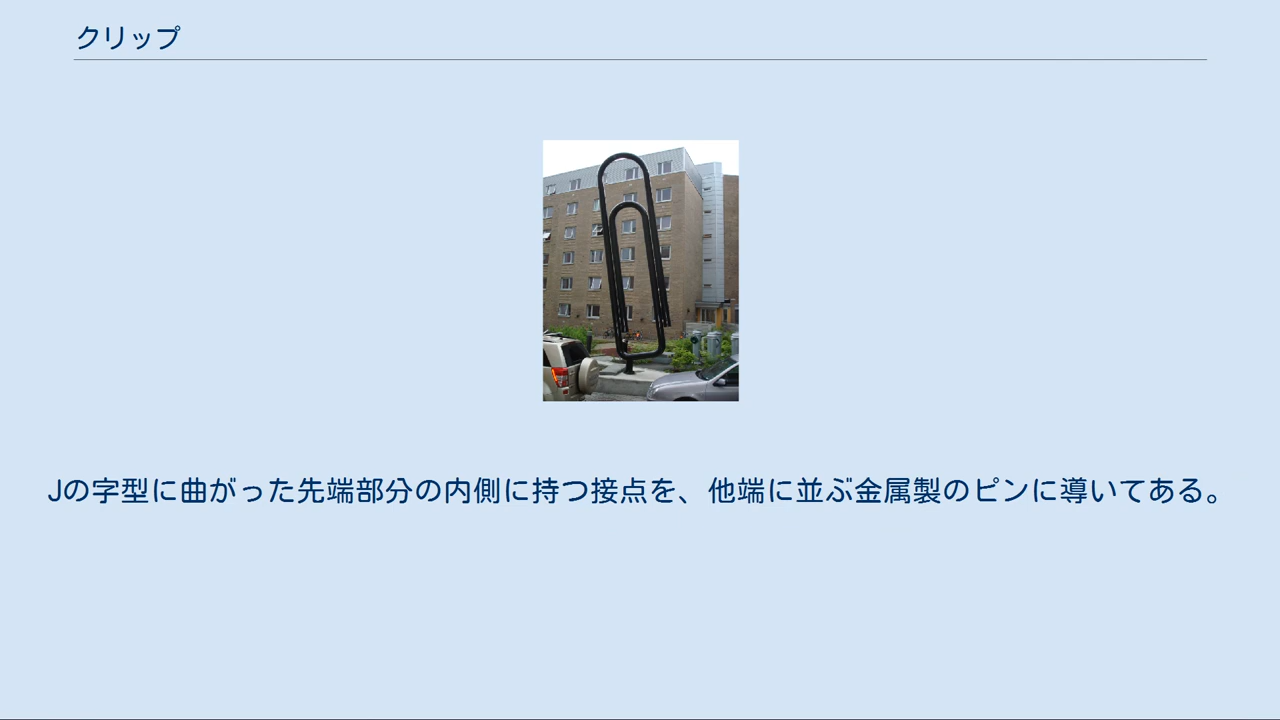 クリップ
Jの字型に曲がった先端部分の内側に持つ接点を、他端に並ぶ金属製のピンに導いてある。